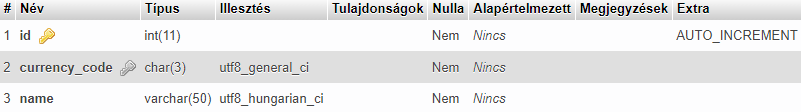 # Név Típus Illesztés Tulajdonságok Nulla Alapértelmezett Megjegyzések Extra
1 id int(11) Nem Nincs AUTO_INCREMENT
2 currency_code char(3) utf8_general_ci Nem Nincs
3 name varchar(50) utf8_hungarian_ci Nem Nincs